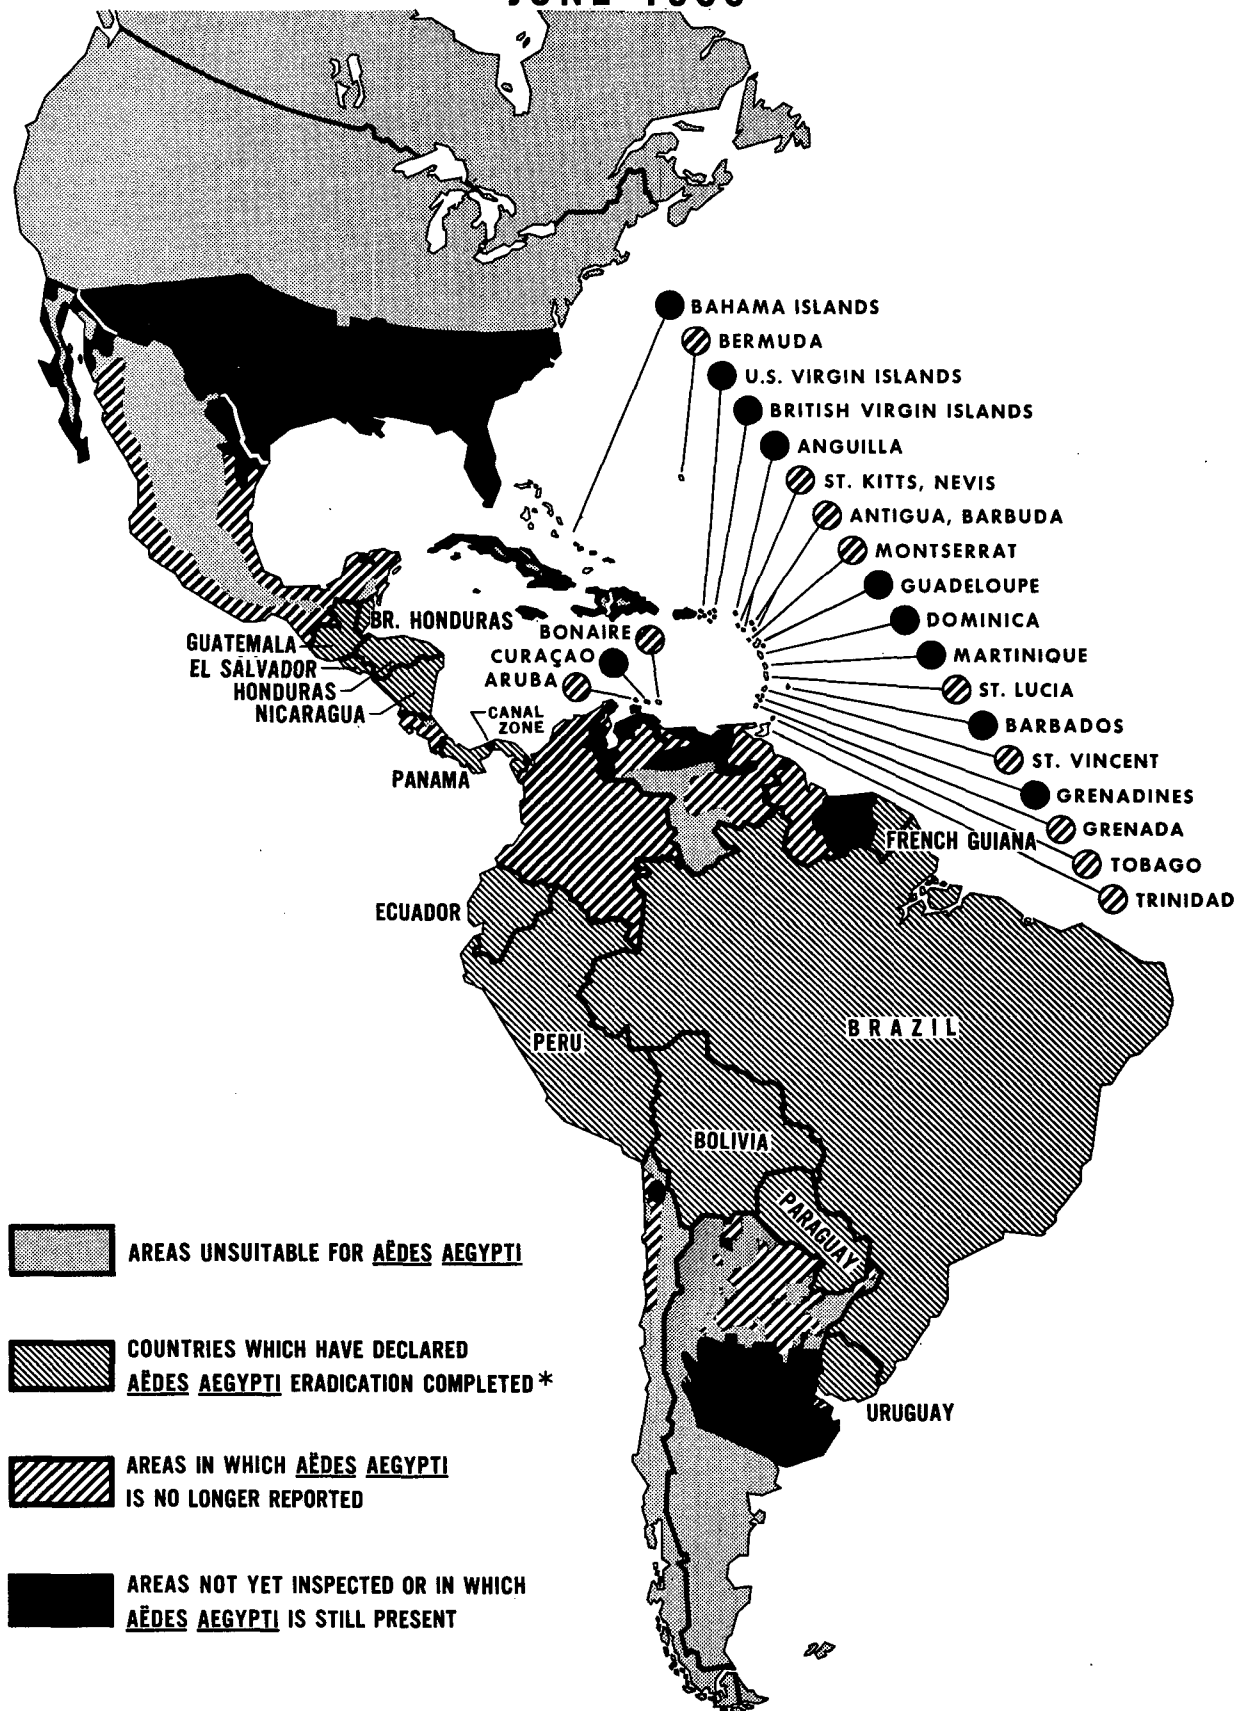 BAHAMA ISLANDS
BERMUDA
U.S. VIRGIN ISLANDS
BRITISH VIRGIN ISLANDS
ANGUILLA
ST. KITTS, NEVIS
ANTIGUA, BARBUDA
MONTSERRAT
GUADELOUPE
DOMINICA
MARTINIQUE
ST. LUCIA
BARBADOS
ST. VINCENT
GRENADINES
GRENADA
TOBAGO
TRINIDAD
BR. HONDURAS
GUATEMALA
EL SALVADOR
HONDURAS
NICARAGUA
BONAIRE
CURAÇAO
ARUBA
CANAL
ZONE
PANAMA
FRENCH GUIANA
ECUADOR
BRAZIL
PERU
BOLIVIA
PARAGUAY
URUGUAY
AREAS UNSUITABLE FOR AËDES AEGYPTI
COUNTRIES WHICH HAVE DECLARED
AËDES AEGYPTI ERADICATION COMPLETED*
AREAS IN WHICH AËDES AEGYPTI
IS NO LONGER REPORTED
AREAS NOT YET INSPECTED OR IN WHICH
AËDES AEGYPTI IS STILL PRESENT